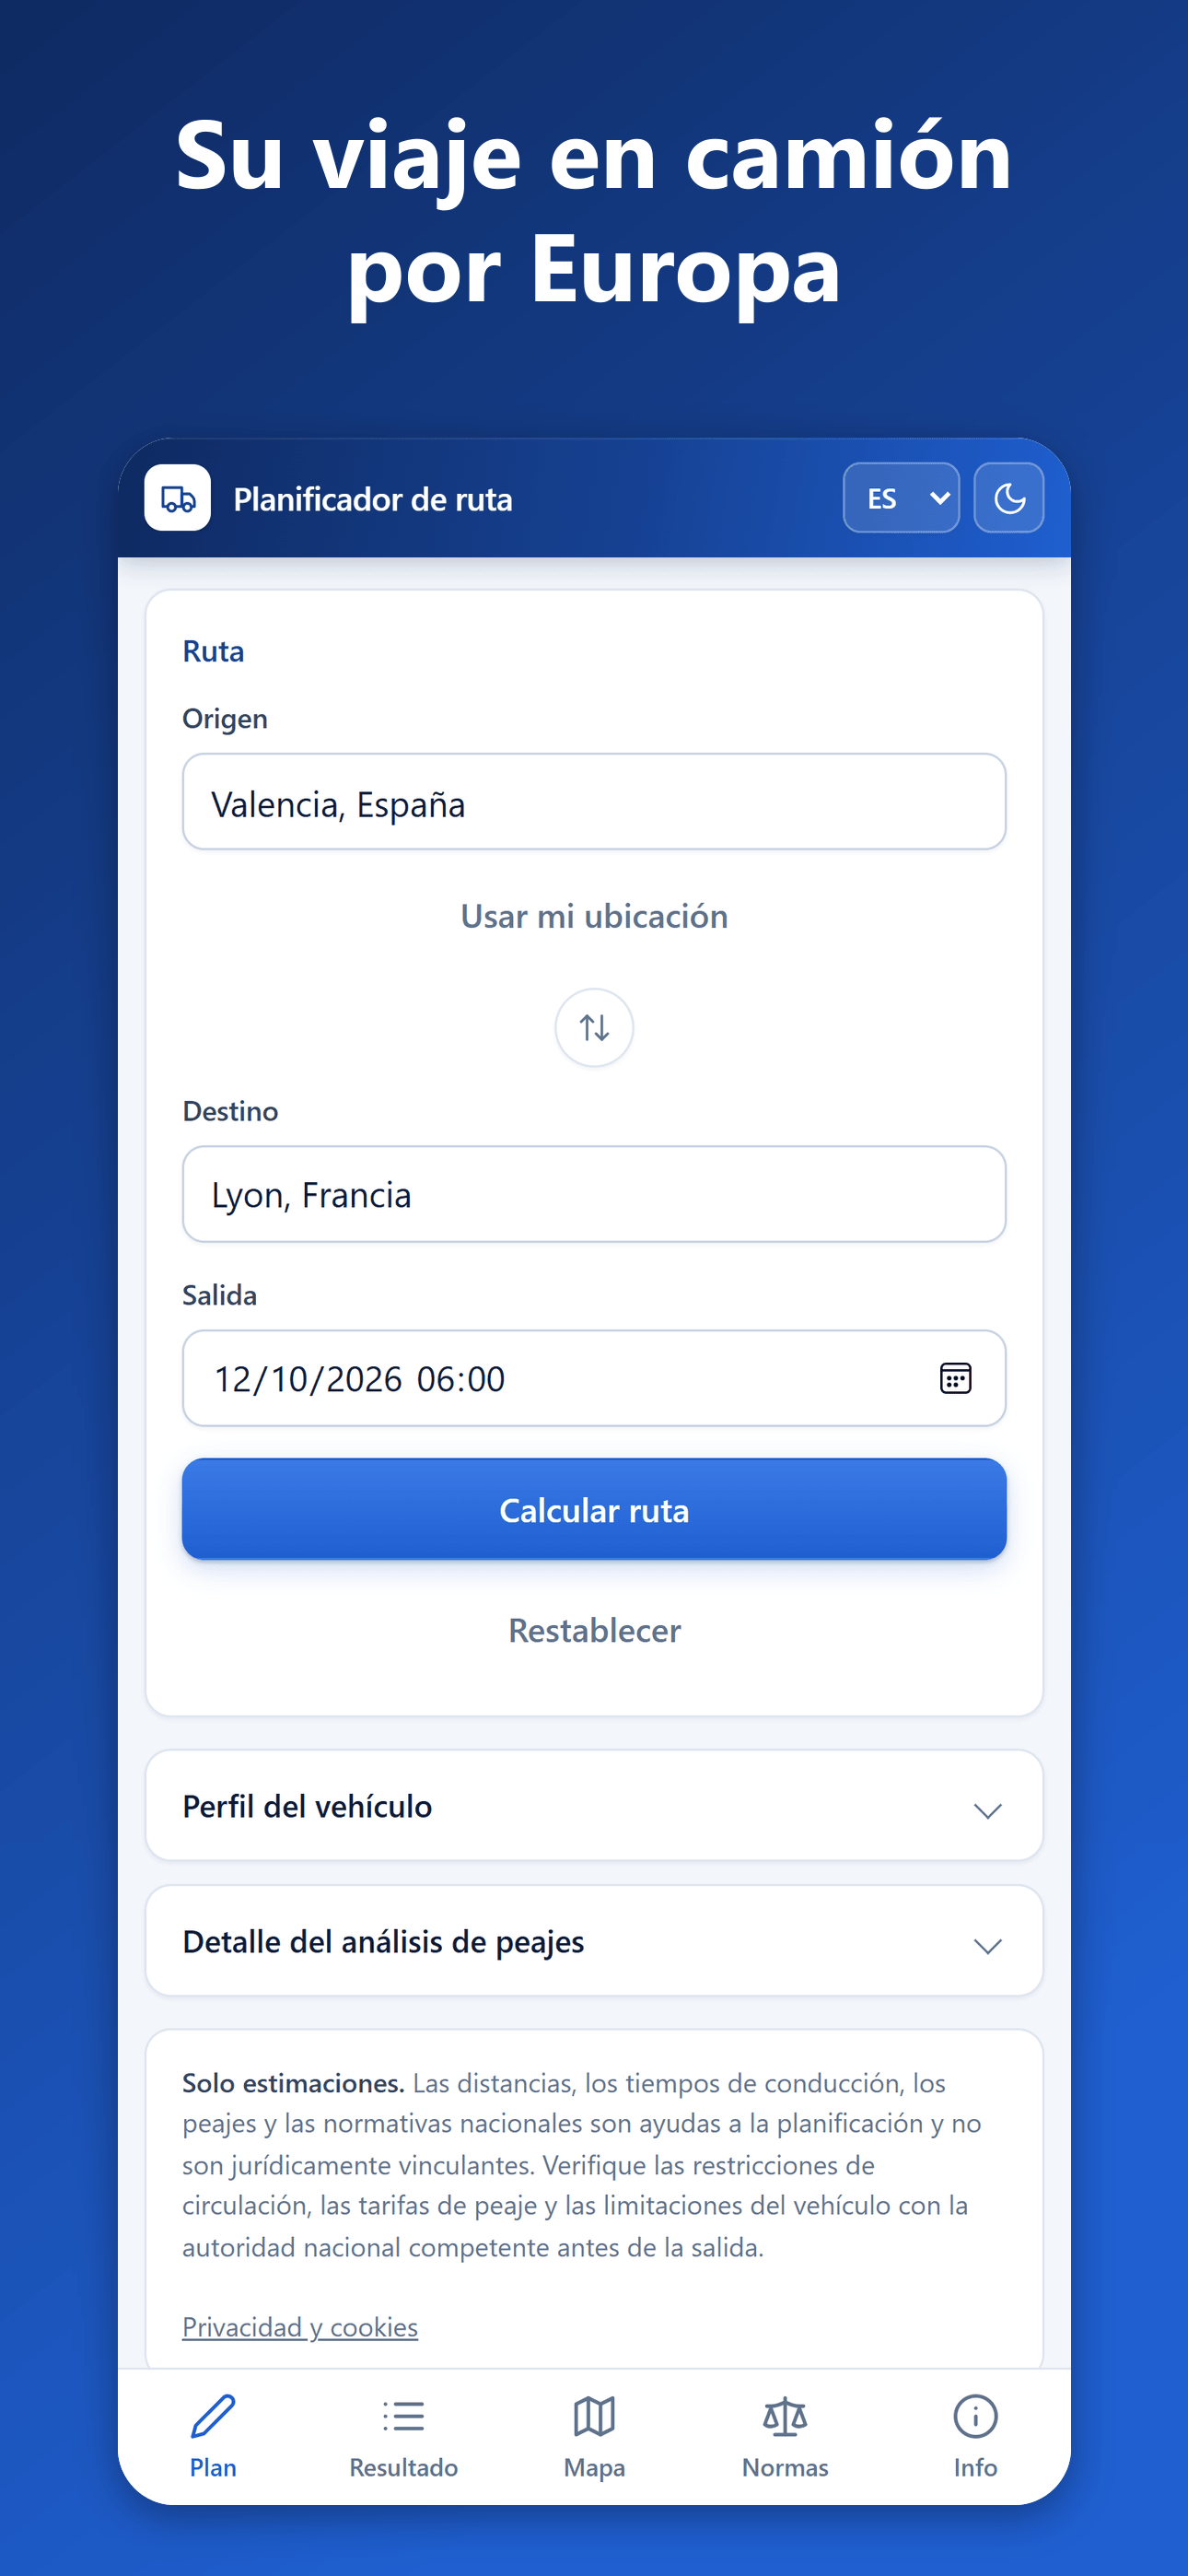 Su viaje en camión
por Europa
Planificador de ruta
ES
Ruta
Origen
Valencia, España
Usar mi ubicación
Destino
Lyon, Francia
Salida
12/10/2026 06:00
Calcular ruta
Restablecer
Perfil del vehículo
Detalle del análisis de peajes
Solo estimaciones. Las distancias, los tiempos de conducción, los
peajes y las normativas nacionales son ayudas a la planificación y no
son jurídicamente vinculantes. Verifique las restricciones de
circulación, las tarifas de peaje y las limitaciones del vehículo con la
autoridad nacional competente antes de la salida.
Privacidad y cookies
Plan
Resultado
Mapa
Normas
Info